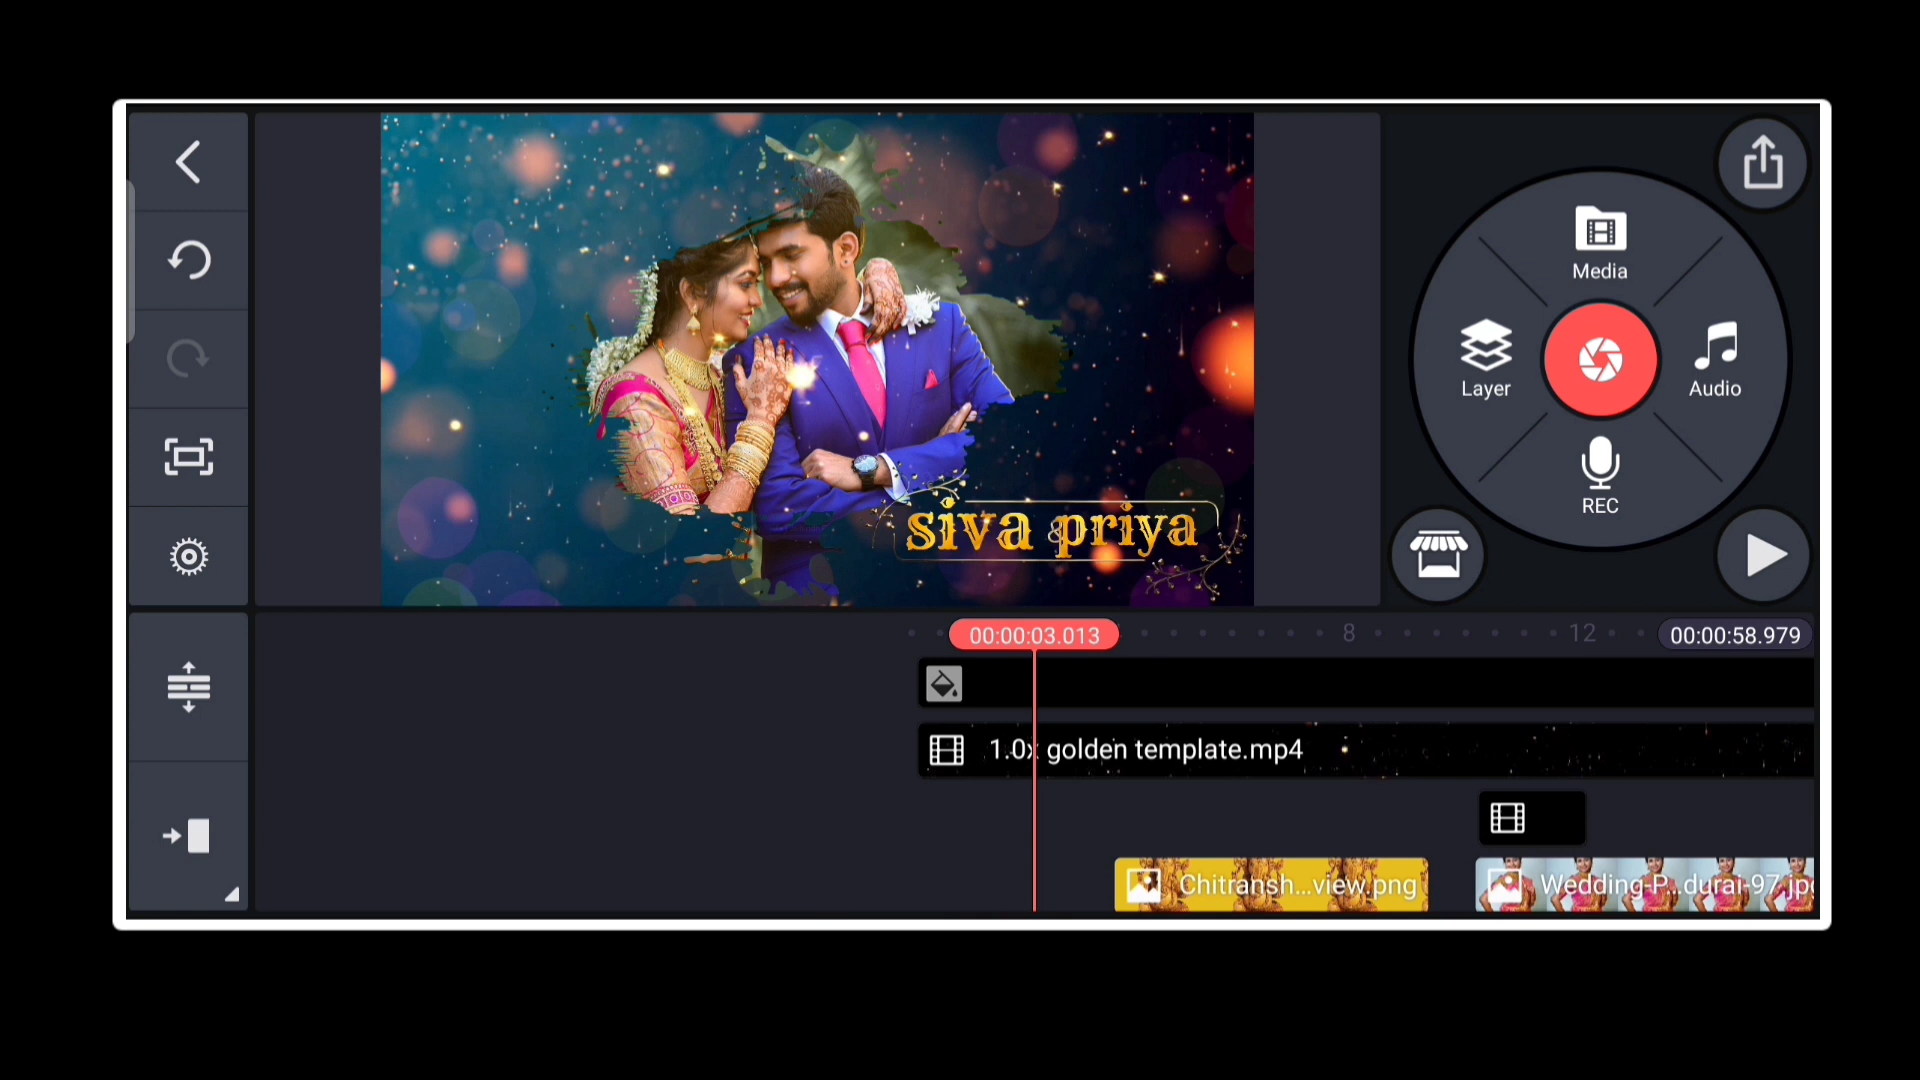 Media
Layer
Audio
REC
siva & priya
00:00:03.013
8
12
00:00:58.979
1.0x golden template.mp4
Chitransh...view.png
Wedding-P...durai-97.jpg